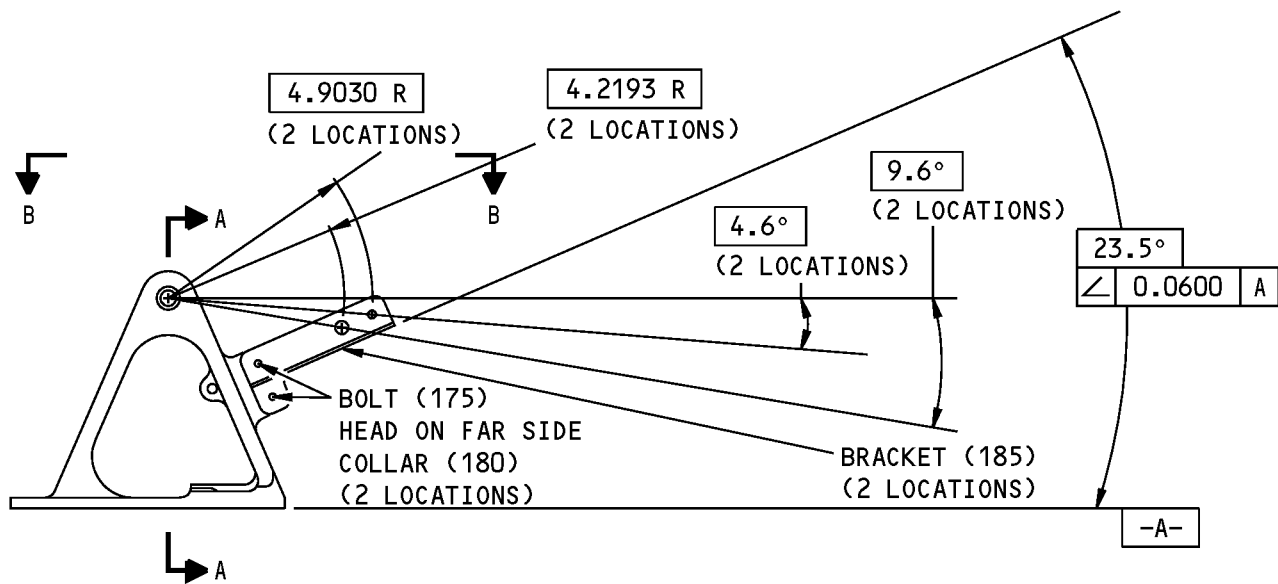 4.9030 R
(2 LOCATIONS)
4.2193 R
(2 LOCATIONS)
9.6°
(2 LOCATIONS)
4.6°
(2 LOCATIONS)
23.5°
∠ 0.0600 A
B
B
A
BOLT (175)
HEAD ON FAR SIDE
COLLAR (180)
(2 LOCATIONS)
BRACKET (185)
(2 LOCATIONS)
-A-
A